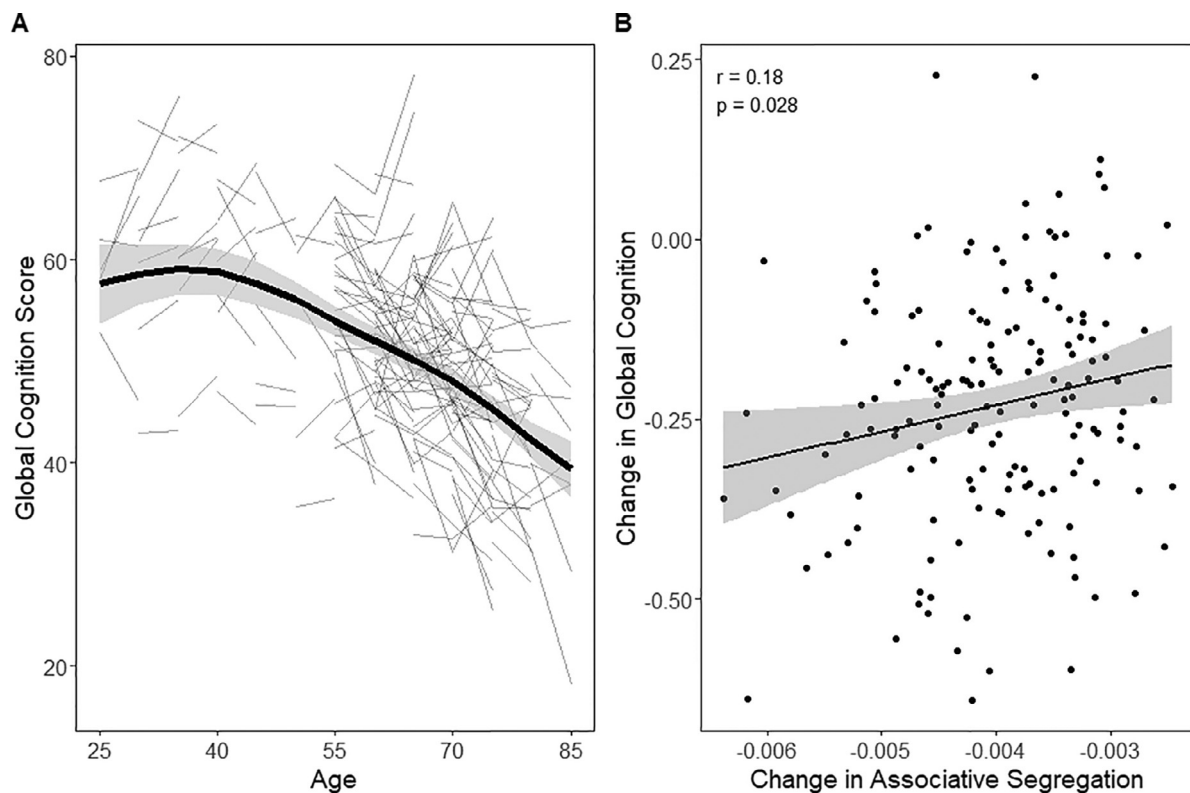 A
Global Cognition Score
80
60
40
20
25 40 55 70 85
Age
B
r = 0.18
p = 0.028
Change in Global Cognition
0.25
0.00
-0.25
-0.50
-0.006 -0.005 -0.004 -0.003
Change in Associative Segregation